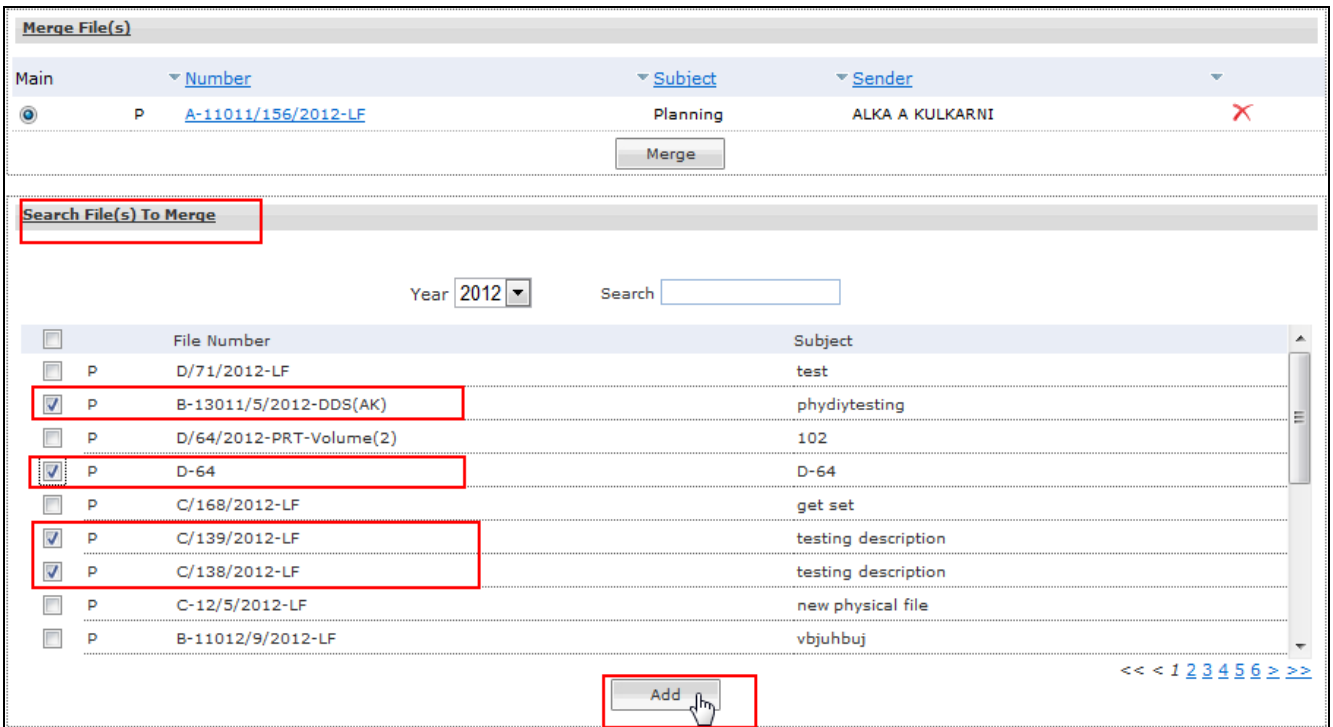 Merge File(s)
Main Number Subject Sender
P A-11011/156/2012-LF Planning ALKA A KULKARNI
Merge
Search File(s) To Merge
Year 2012 Search
File Number Subject
P D/71/2012-LF test
P B-13011/5/2012-DDS(AK) phydiytesting
P D/64/2012-PRT-Volume(2) 102
P D-64 D-64
P C/168/2012-LF get set
P C/139/2012-LF testing description
P C/138/2012-LF testing description
P C-12/5/2012-LF new physical file
P B-11012/9/2012-LF vbjuhbuj
<< < 1 2 3 4 5 6 > >>
Add